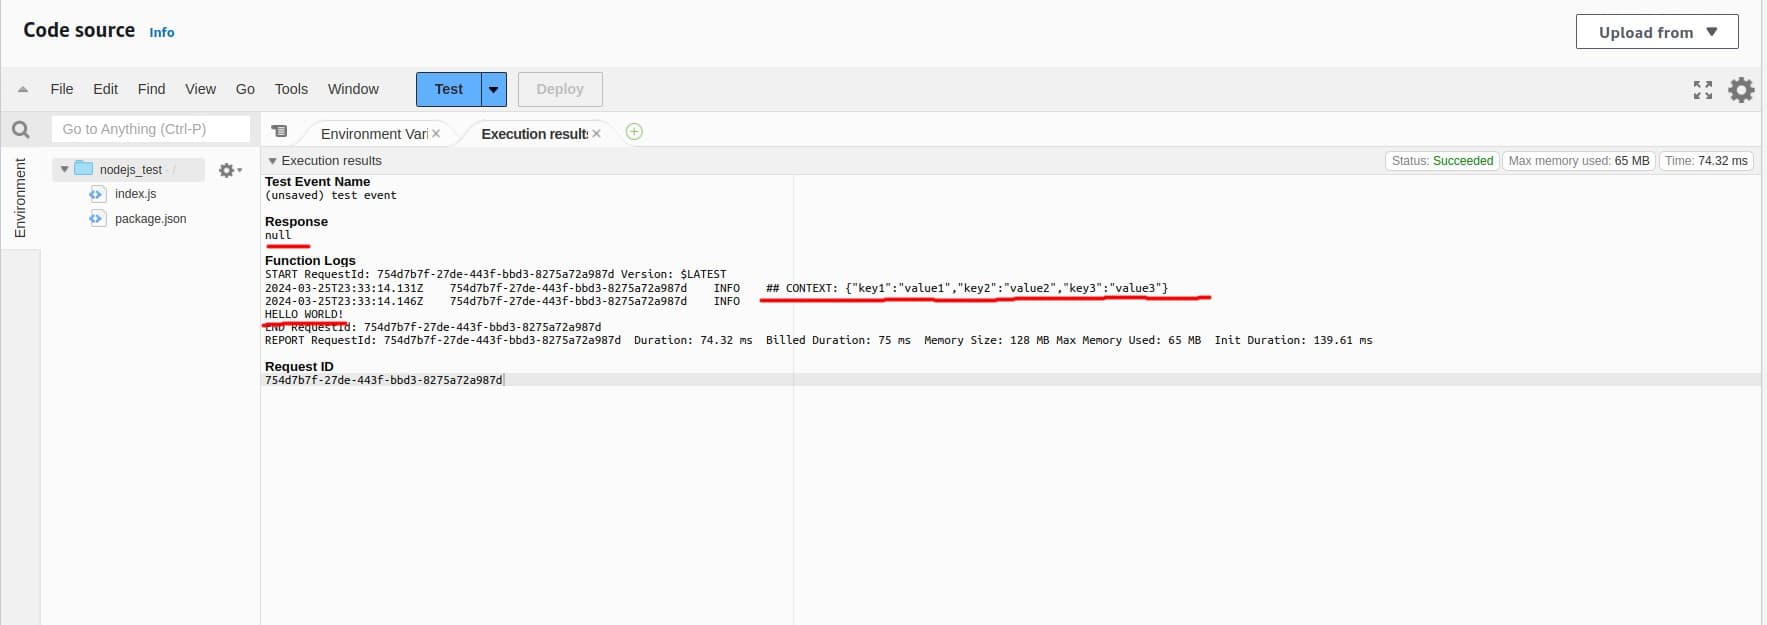 Code source Info
Upload from
File Edit Find View Go Tools Window Test Deploy
Go to Anything (Ctrl-P)
Environment Vari
Execution results
Environment
nodejs_test /
index.js
package.json
Execution results
Status: Succeeded Max memory used: 65 MB Time: 74.32 ms
Test Event Name
(unsaved) test event
Response
null
Function Logs
START RequestId: 754d7b7f-27de-443f-bbd3-8275a72a987d Version: $LATEST
2024-03-25T23:33:14.131Z 754d7b7f-27de-443f-bbd3-8275a72a987d INFO ## CONTEXT: {"key1":"value1","key2":"value2","key3":"value3"}
2024-03-25T23:33:14.146Z 754d7b7f-27de-443f-bbd3-8275a72a987d INFO
HELLO WORLD!
END RequestId: 754d7b7f-27de-443f-bbd3-8275a72a987d
REPORT RequestId: 754d7b7f-27de-443f-bbd3-8275a72a987d Duration: 74.32 ms Billed Duration: 75 ms Memory Size: 128 MB Max Memory Used: 65 MB Init Duration: 139.61 ms
Request ID
754d7b7f-27de-443f-bbd3-8275a72a987d